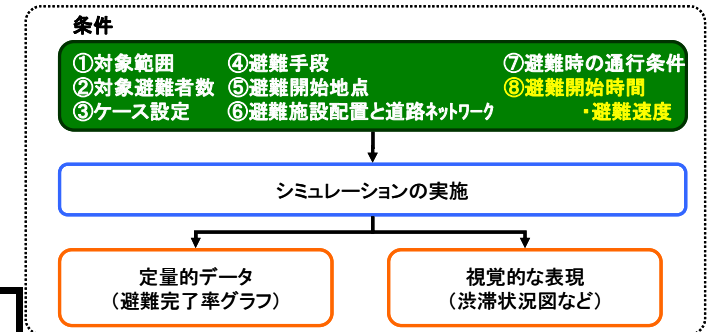 条件
①対象範囲 ④避難手段 ⑦避難時の通行条件
②対象避難者数 ⑤避難開始地点 ⑧避難開始時間
③ケース設定 ⑥避難施設配置と道路ネットワーク ・避難速度
シミュレーションの実施
定量的データ
（避難完了率グラフ）
視覚的な表現
（渋滞状況図など）